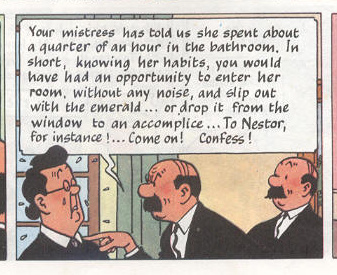 Your mistress has told us she spent about
a quarter of an hour in the bathroom. In
short, knowing her habits, you would
have had an opportunity to enter her
room, without any noise, and slip out
with the emerald ... or drop it from the
window to an accomplice ... To Nestor,
for instance!... Come on! Confess!